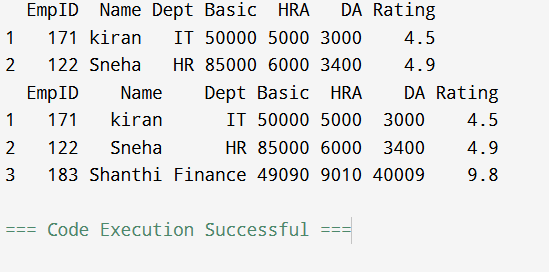 EmpID Name Dept Basic HRA DA Rating
1 171 kiran IT 50000 5000 3000 4.5
2 122 Sneha HR 85000 6000 3400 4.9
EmpID Name Dept Basic HRA DA Rating
1 171 kiran IT 50000 5000 3000 4.5
2 122 Sneha HR 85000 6000 3400 4.9
3 183 Shanthi Finance 49090 9010 40009 9.8
=== Code Execution Successful ===